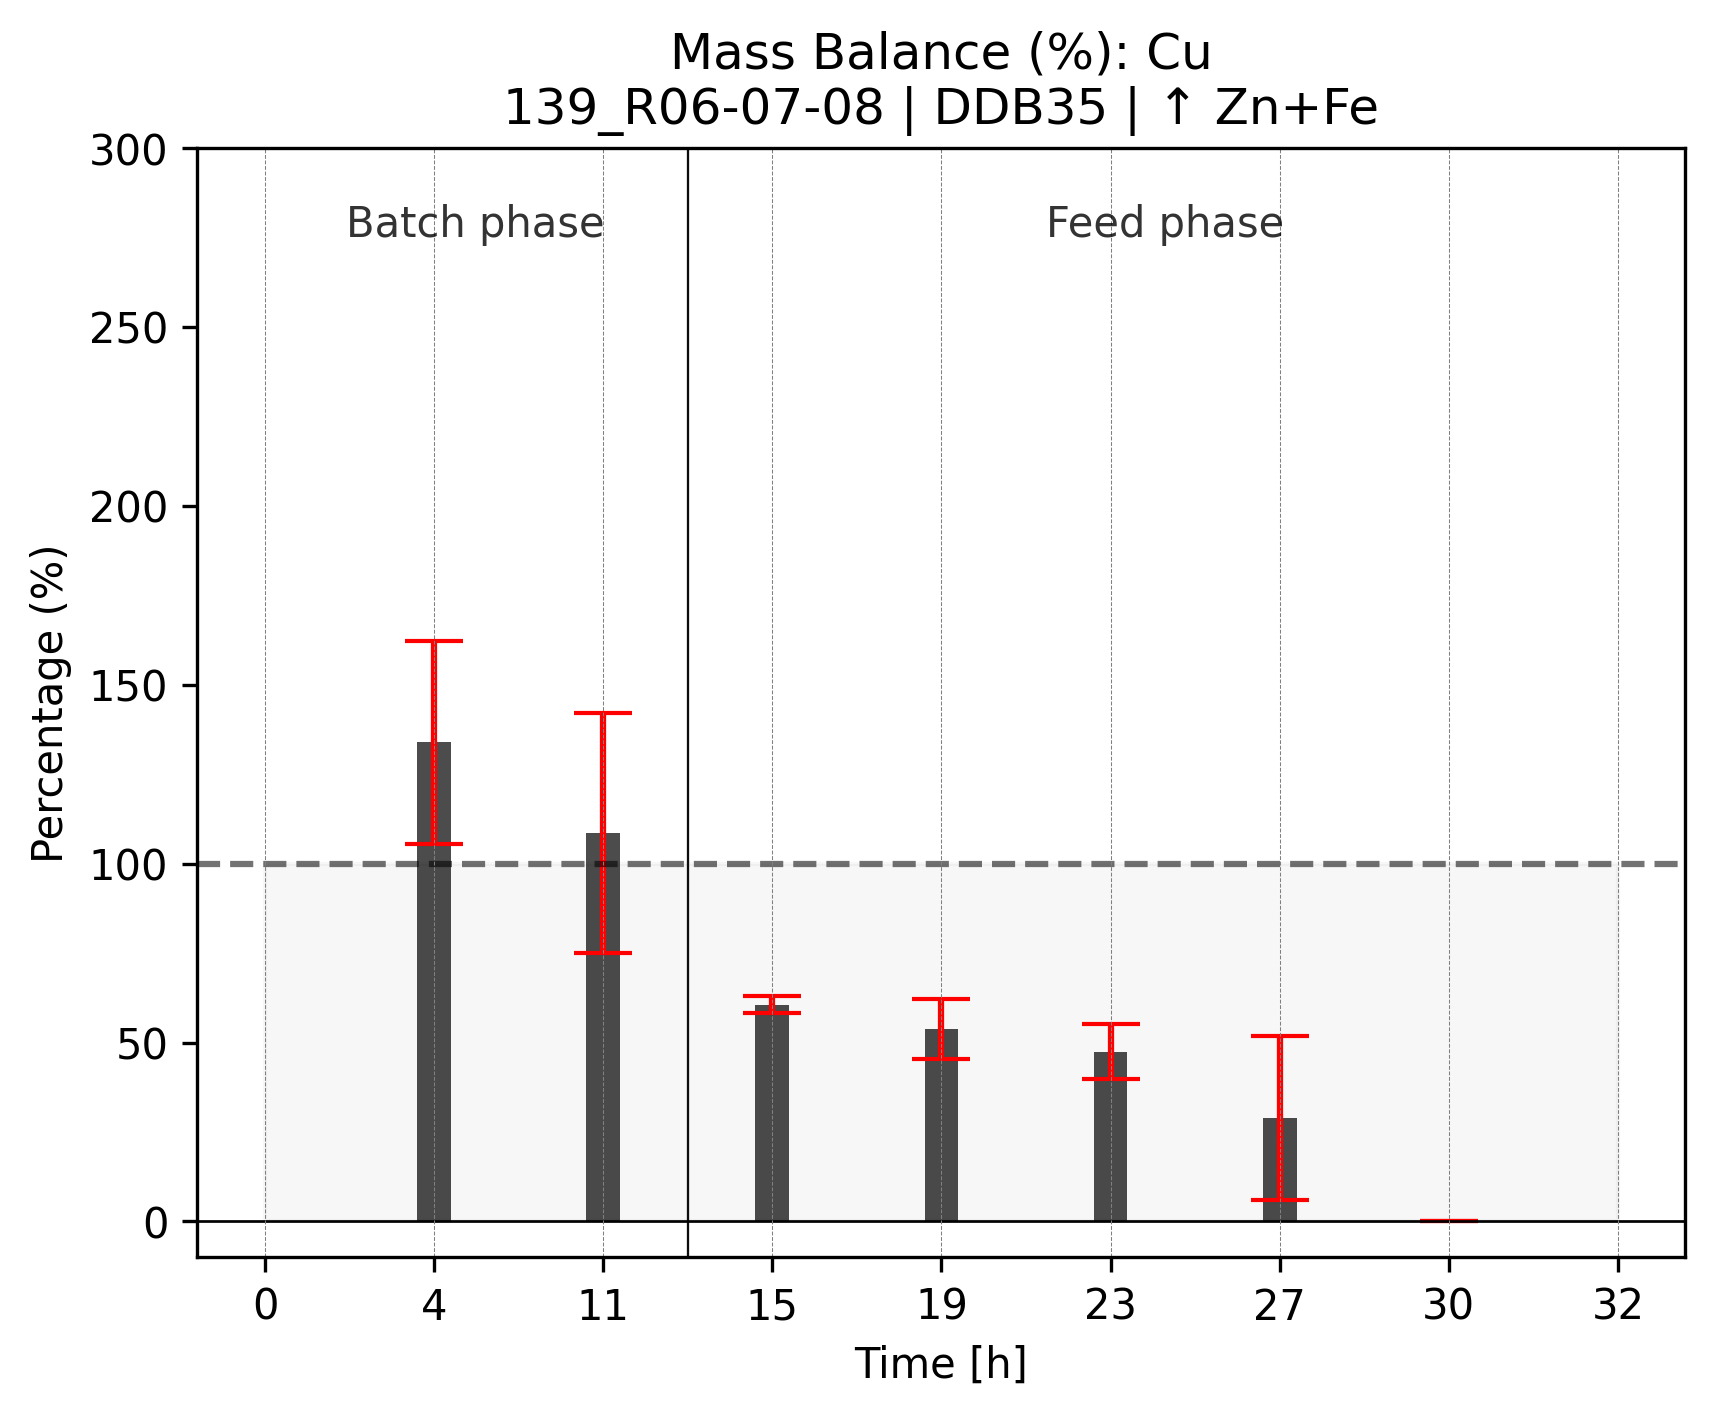 Mass Balance (%): Cu
139_R06-07-08 | DDB35 | ↑ Zn+Fe
300
250
200
150
100
50
0
Percentage (%)
Batch phase
Feed phase
0 4 11 15 19 23 27 30 32
Time [h]